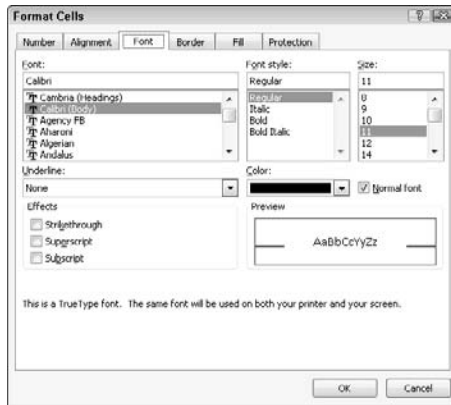 Format Cells
Number Alignment Font Border Fill Protection
Font: Font style: Size:
Calibri Regular 11
Cambria (Headings) Regular 8
Calibri (Body) Italic 9
Agency FB Bold 10
Aharoni Bold Italic 11
Algerian 12
Andalus 14
Underline: Color:
None Normal font
Effects Preview
Strikethrough
Superscript AaBbCcYyZz
Subscript
This is a TrueType font. The same font will be used on both your printer and your screen.
OK Cancel